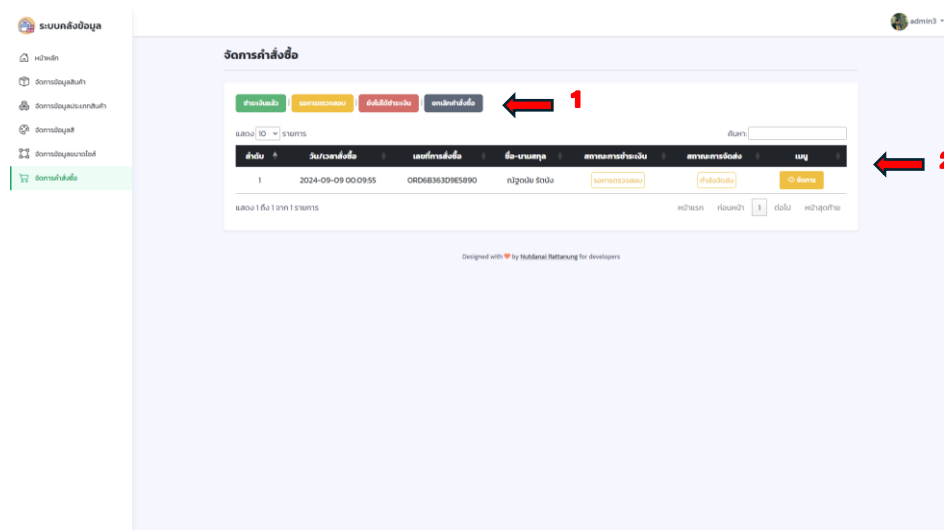 ระบบคลังข้อมูล
admin3
หน้าหลัก
จัดการข้อมูลสินค้า
จัดการข้อมูลประเภทสินค้า
จัดการข้อมูลสี
จัดการข้อมูลขนาดไซส์
จัดการคำสั่งซื้อ
จัดการคำสั่งซื้อ
ชำระเงินแล้ว | รอการตรวจสอบ | ยังไม่ได้ชำระเงิน | ยกเลิกคำสั่งซื้อ
1
แสดง 10 รายการ
ค้นหา:
ลำดับ วัน/เวลาสั่งซื้อ เลขที่การสั่งซื้อ ชื่อ-นามสกุล สถานะการชำระเงิน สถานะการจัดส่ง เมนู
2
1 2024-09-09 00:09:55 ORD6B363D9E5890 ณัฐดนัย รัตนัง รอการตรวจสอบ กำลังจัดส่ง จัดการ
แสดง 1 ถึง 1 จาก 1 รายการ
หน้าแรก ก่อนหน้า 1 ต่อไป หน้าสุดท้าย
Designed with ❤ by Nutdanai Rattanung for developers